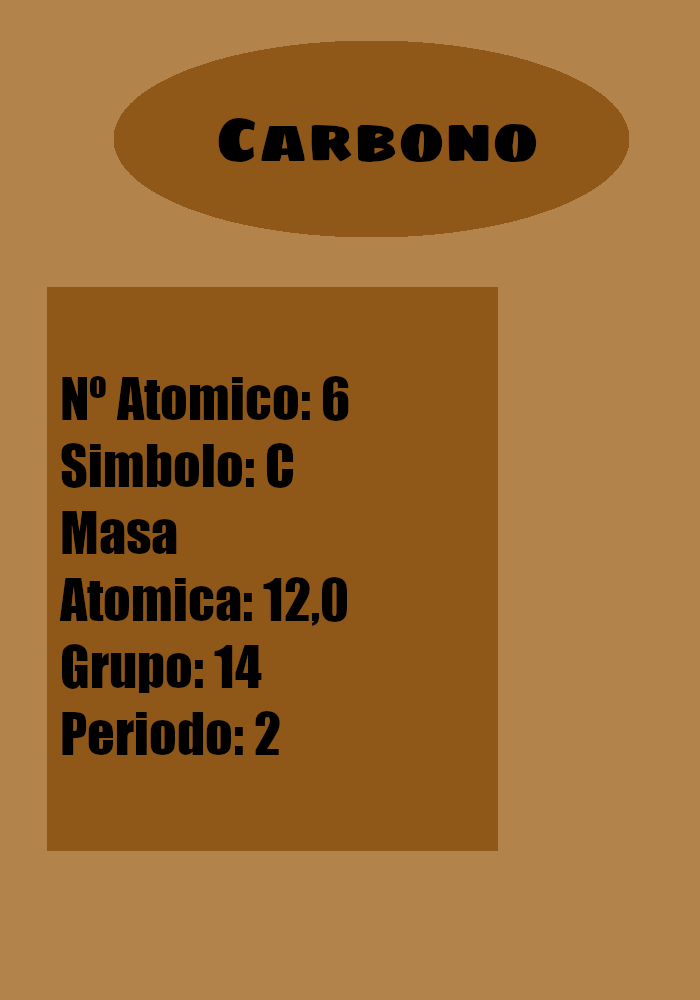 Carbono
Nº Atomico: 6
Simbolo: C
Masa
Atomica: 12,0
Grupo: 14
Periodo: 2